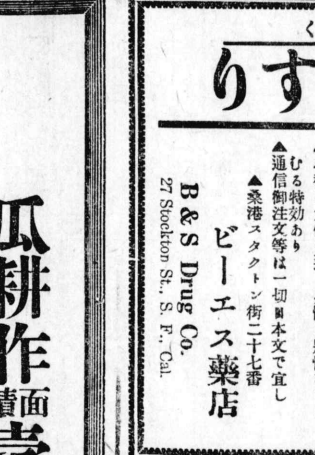 く
すり
むる特効あり
▲通信御注文等は一切日本文で宜し
▲桑港スタクトン街二十七番
ビーエス藥店
B & S Drug Co.
27 Stockton St., S. F., Cal.
瓜耕作
面